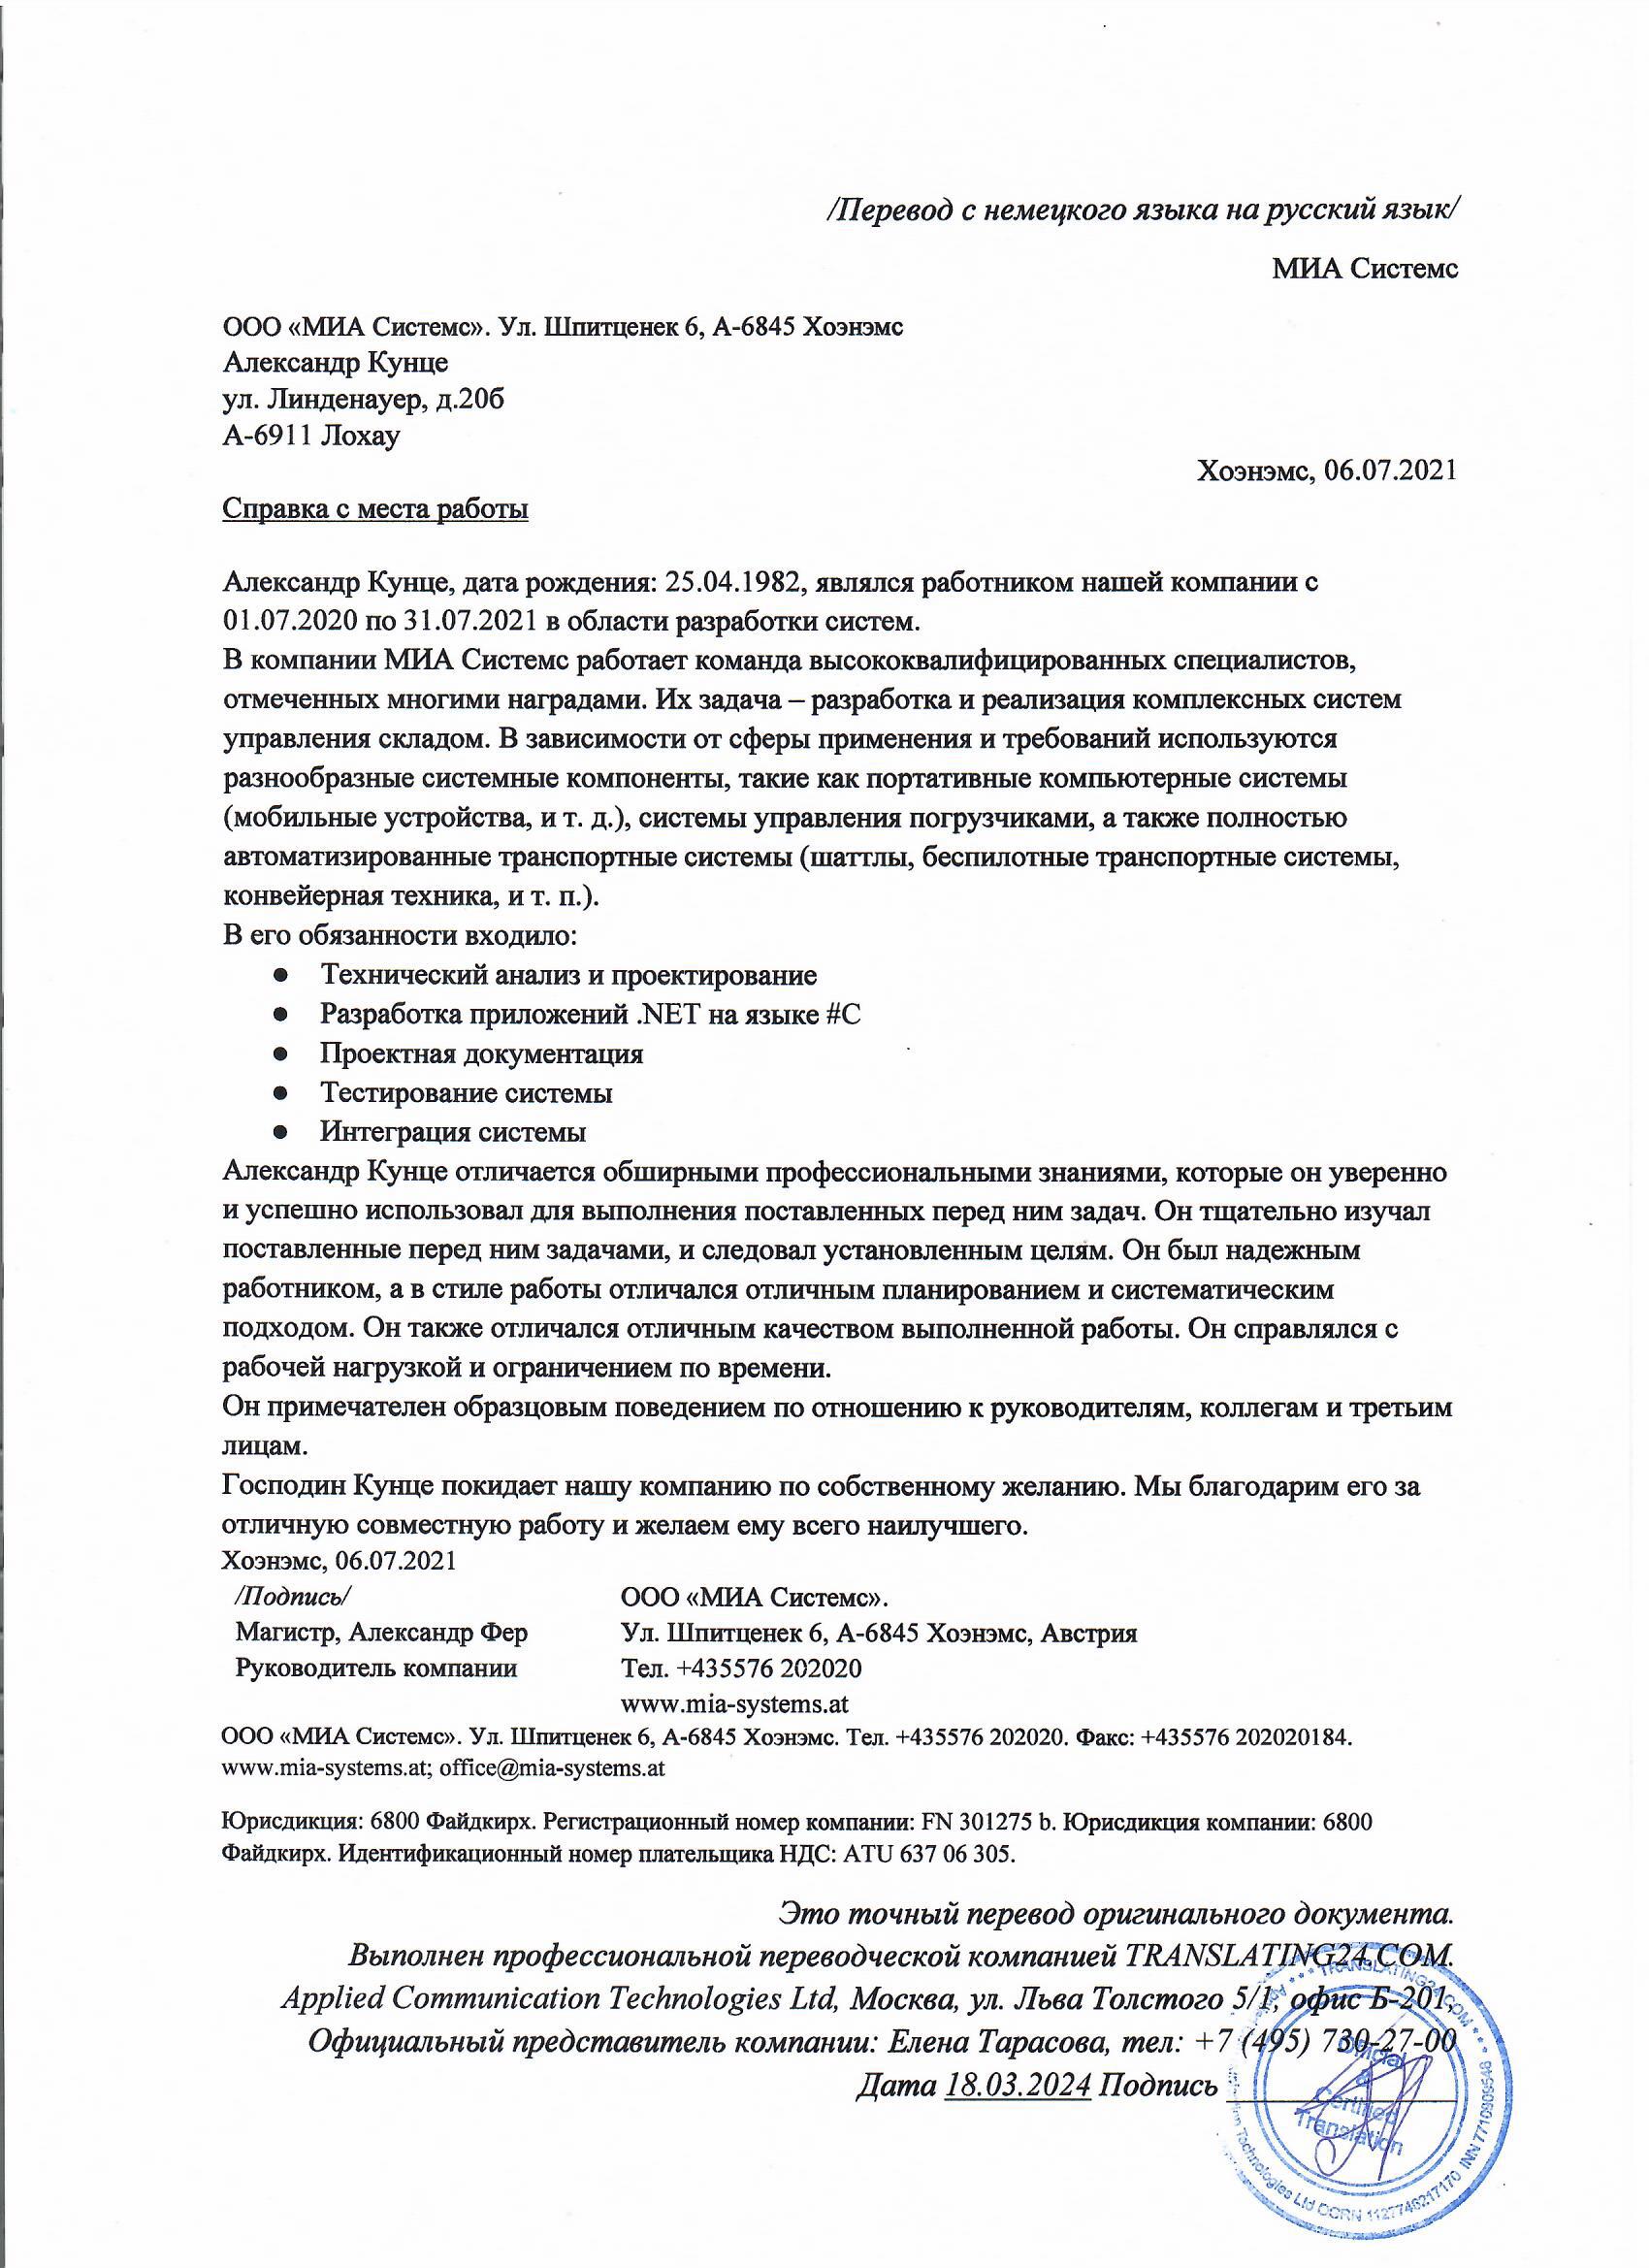 /Перевод с немецкого языка на русский язык/
МИА Системс
ООО «МИА Системс». Ул. Шпитценек 6, А-6845 Хоэнэмс
Александр Кунце
ул. Линденауер, д.20б
А-6911 Лохау
Хоэнэмс, 06.07.2021
Справка с места работы
Александр Кунце, дата рождения: 25.04.1982, являлся работником нашей компании с
01.07.2020 по 31.07.2021 в области разработки систем.
В компании МИА Системс работает команда высококвалифицированных специалистов,
отмеченных многими наградами. Их задача – разработка и реализация комплексных систем
управления складом. В зависимости от сферы применения и требований используются
разнообразные системные компоненты, такие как портативные компьютерные системы
(мобильные устройства, и т. д.), системы управления погрузчиками, а также полностью
автоматизированные транспортные системы (шаттлы, беспилотные транспортные системы,
конвейерная техника, и т. п.).
В его обязанности входило:
● Технический анализ и проектирование
● Разработка приложений .NET на языке #C
● Проектная документация
● Тестирование системы
● Интеграция системы
Александр Кунце отличается обширными профессиональными знаниями, которые он уверенно
и успешно использовал для выполнения поставленных перед ним задач. Он тщательно изучал
поставленные перед ним задачами, и следовал установленным целям. Он был надежным
работником, а в стиле работы отличался отличным планированием и систематическим
подходом. Он также отличался отличным качеством выполненной работы. Он справлялся с
рабочей нагрузкой и ограничением по времени.
Он примечателен образцовым поведением по отношению к руководителям, коллегам и третьим
лицам.
Господин Кунце покидает нашу компанию по собственному желанию. Мы благодарим его за
отличную совместную работу и желаем ему всего наилучшего.
Хоэнэмс, 06.07.2021
/Подпись/ ООО «МИА Системс».
Магистр, Александр Фер Ул. Шпитценек 6, А-6845 Хоэнэмс, Австрия
Руководитель компании Тел. +435576 202020
www.mia-systems.at
ООО «МИА Системс». Ул. Шпитценек 6, А-6845 Хоэнэмс. Тел. +435576 202020. Факс: +435576 202020184.
www.mia-systems.at; office@mia-systems.at
Юрисдикция: 6800 Файдкирх. Регистрационный номер компании: FN 301275 b. Юрисдикция компании: 6800
Файдкирх. Идентификационный номер плательщика НДС: ATU 637 06 305.
Это точный перевод оригинального документа.
Выполнен профессиональной переводческой компанией TRANSLATING24.COM.
Applied Communication Technologies Ltd, Москва, ул. Льва Толстого 5/1, офис Б-201,
Официальный представитель компании: Елена Тарасова, тел: +7 (495) 730-27-00
Дата 18.03.2024 Подпись
Official
&
Certified
Translation
TRANSLATING24.COM
Technologies Ltd
INN